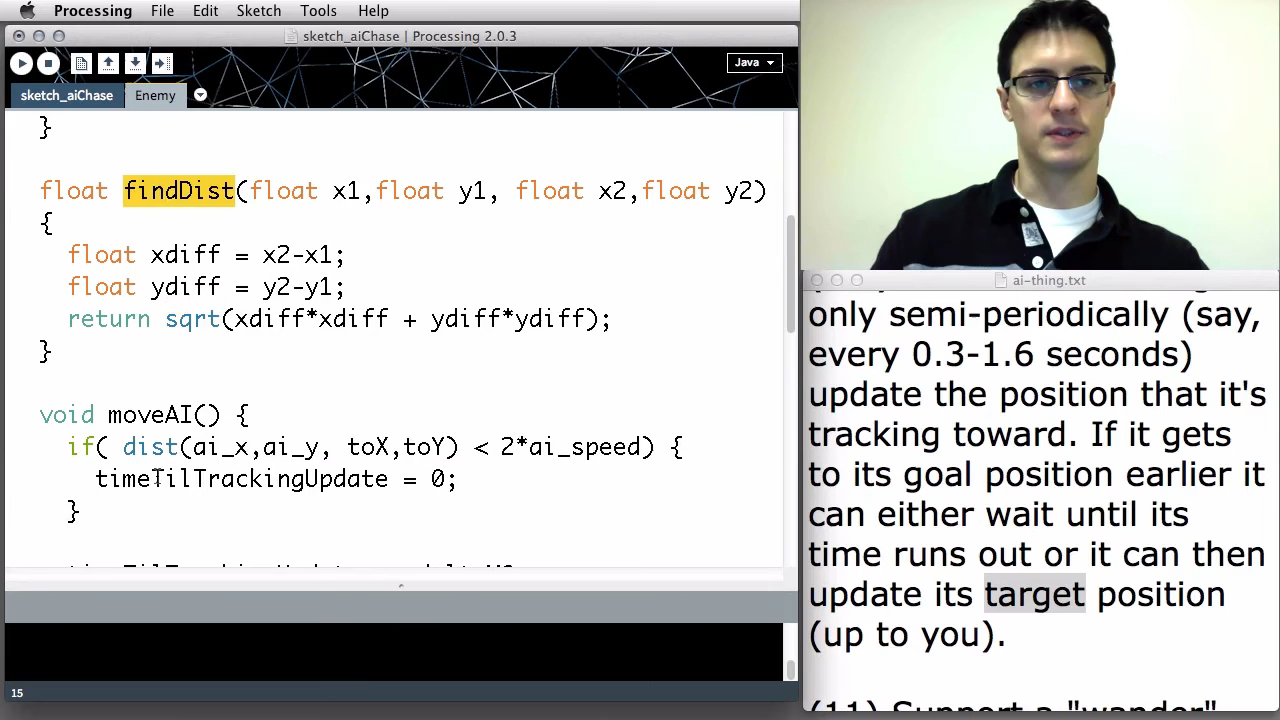 Processing File Edit Sketch Tools Help
sketch_aiChase | Processing 2.0.3
Java
sketch_aiChase Enemy
}
float findDist(float x1,float y1, float x2,float y2)
{
float xdiff = x2-x1;
float ydiff = y2-y1;
return sqrt(xdiff*xdiff + ydiff*ydiff);
}
void moveAI() {
if( dist(ai_x,ai_y, toX,toY) < 2*ai_speed) {
timeTilTrackingUpdate = 0;
}
15
ai-thing.txt
only semi-periodically (say,
every 0.3-1.6 seconds)
update the position that it's
tracking toward. If it gets
to its goal position earlier it
can either wait until its
time runs out or it can then
update its target position
(up to you).
(11) Support a "wander"